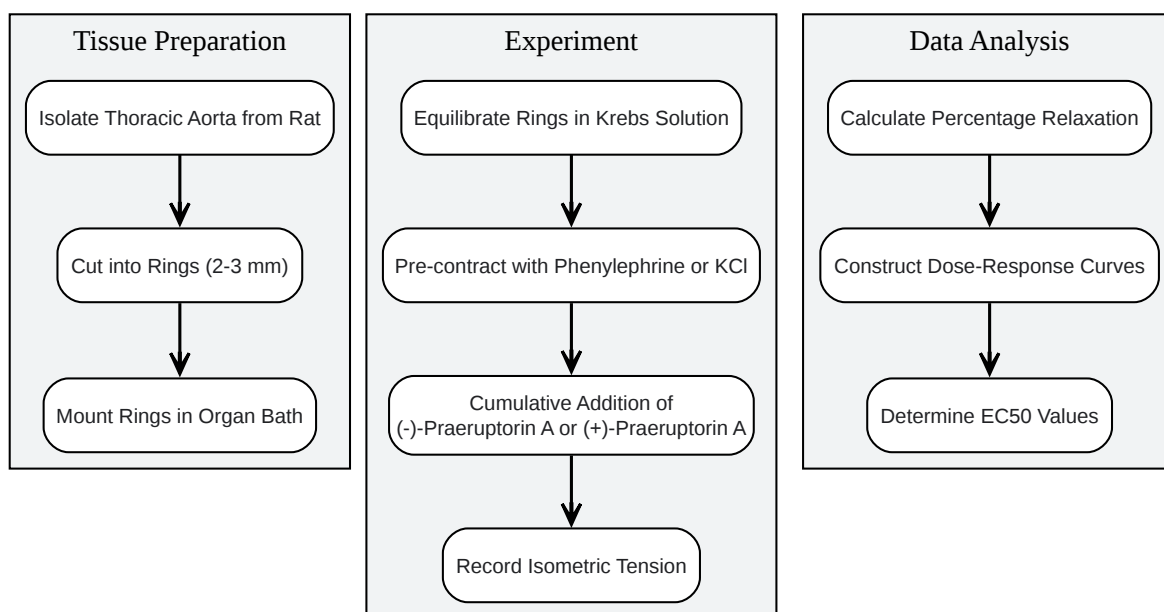 Tissue Preparation
Isolate Thoracic Aorta from Rat
Cut into Rings (2-3 mm)
Mount Rings in Organ Bath
Experiment
Equilibrate Rings in Krebs Solution
Pre-contract with Phenylephrine or KCl
Cumulative Addition of
(-)-Praeruptorin A or (+)-Praeruptorin A
Record Isometric Tension
Data Analysis
Calculate Percentage Relaxation
Construct Dose-Response Curves
Determine EC50 Values